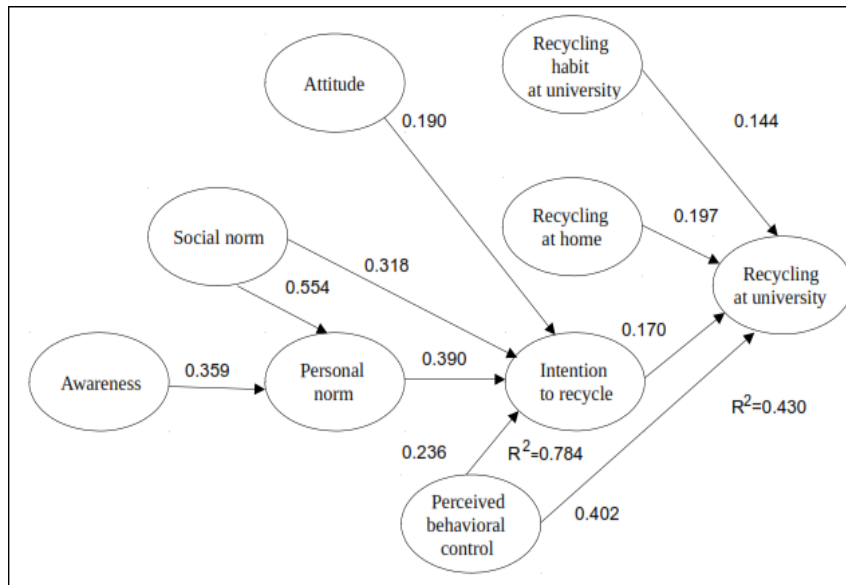 Recycling
habit
at university
Attitude
0.190
0.144
Recycling
at home
0.197
Social norm
0.318
Recycling
at university
0.554
0.170
Awareness
0.359
Personal
norm
0.390
Intention
to recycle
R²=0.430
0.236
R²=0.784
Perceived
behavioral
control
0.402